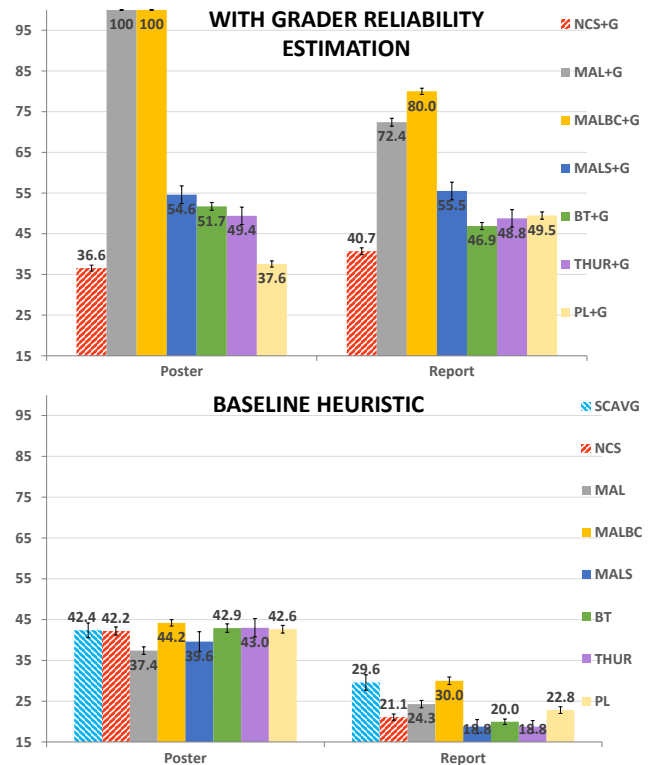 WITH GRADER RELIABILITY
ESTIMATION
95
85
75
65
55
45
35
25
15
100
100
54.6
51.7
49.4
36.6
37.6
72.4
80.0
55.5
40.7
46.9
48.8
49.5
Poster
Report
NCS+G
MAL+G
MALBC+G
MALS+G
BT+G
THUR+G
PL+G
BASELINE HEURISTIC
95
85
75
65
55
45
35
25
15
42.4
42.2
37.4
44.2
39.6
42.9
43.0
42.6
29.6
21.1
24.3
30.0
18.8
20.0
18.8
22.8
Poster
Report
SCAVG
NCS
MAL
MALBC
MALS
BT
THUR
PL